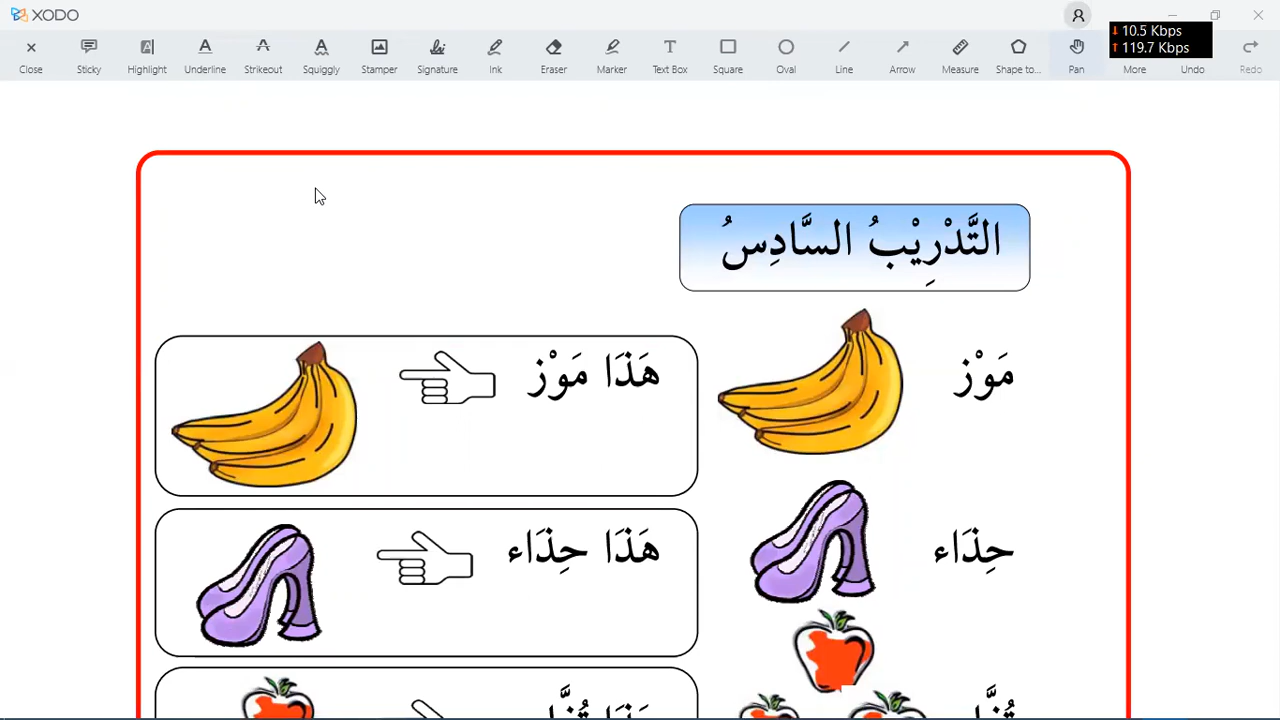 XODO
10.5 Kbps
119.7 Kbps
Close Sticky Highlight Underline Strikeout Squiggly Stamper Signature Ink Eraser Marker Text Box Square Oval Line Arrow Measure Shape to... Pan More Undo Redo
التَّدْرِيْبُ السَّادِسُ
مَوْز
هَذَا مَوْز
حِذَاء
هَذَا حِذَاء